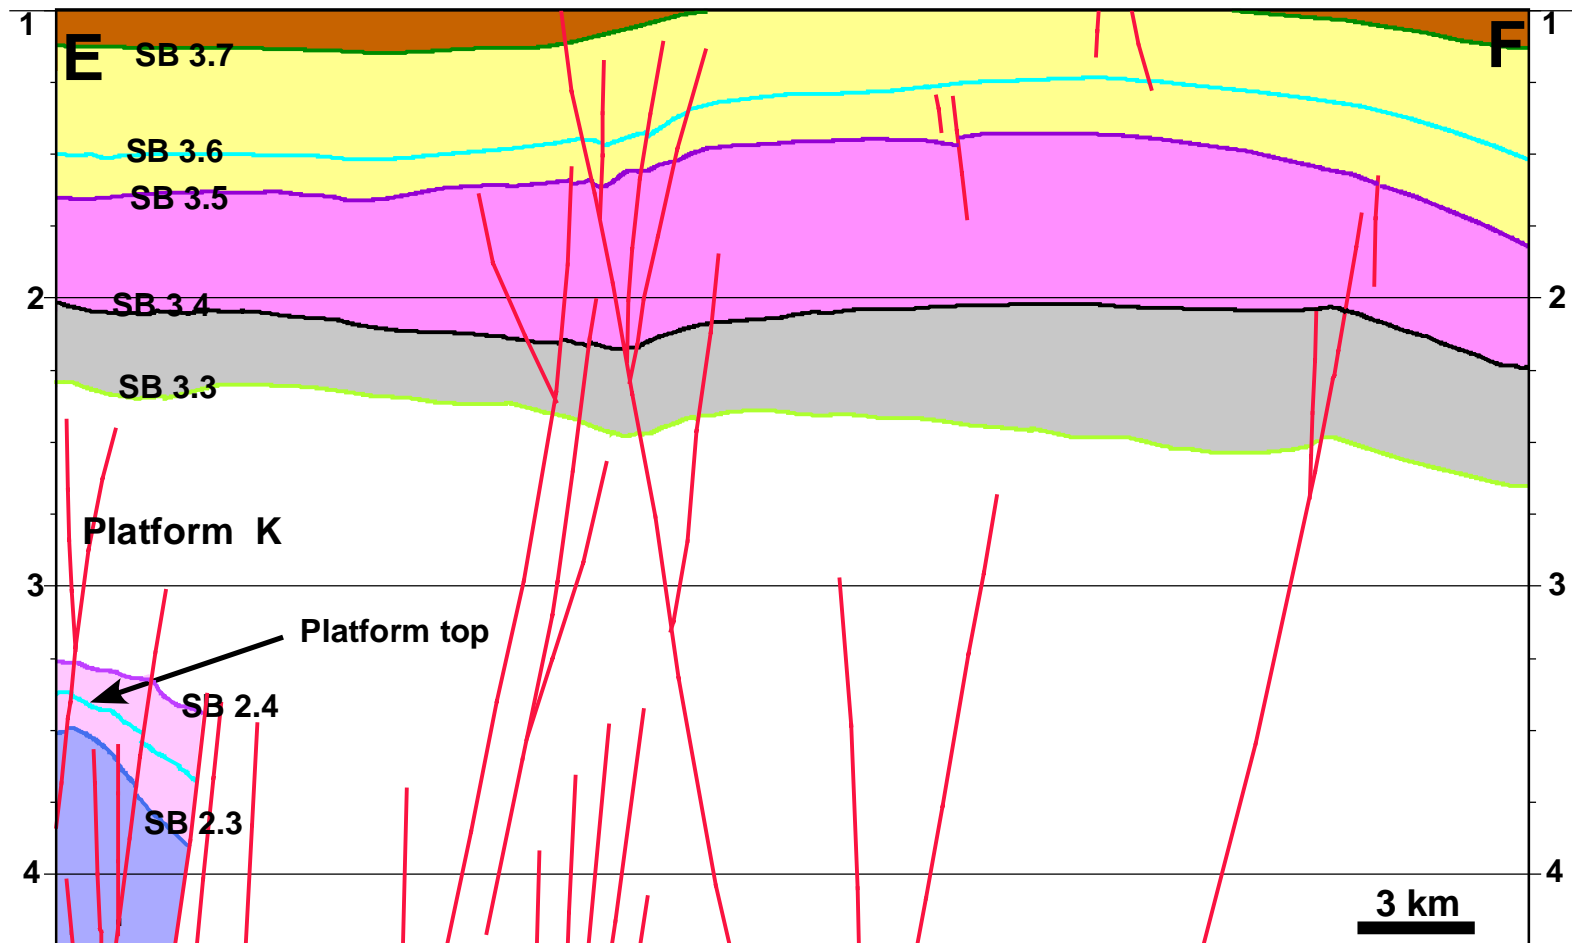 1
1
E
F
SB 3.7
SB 3.6
SB 3.5
2
SB 3.4
2
SB 3.3
Platform K
3
3
Platform top
SB 2.4
SB 2.3
4
4
3 km